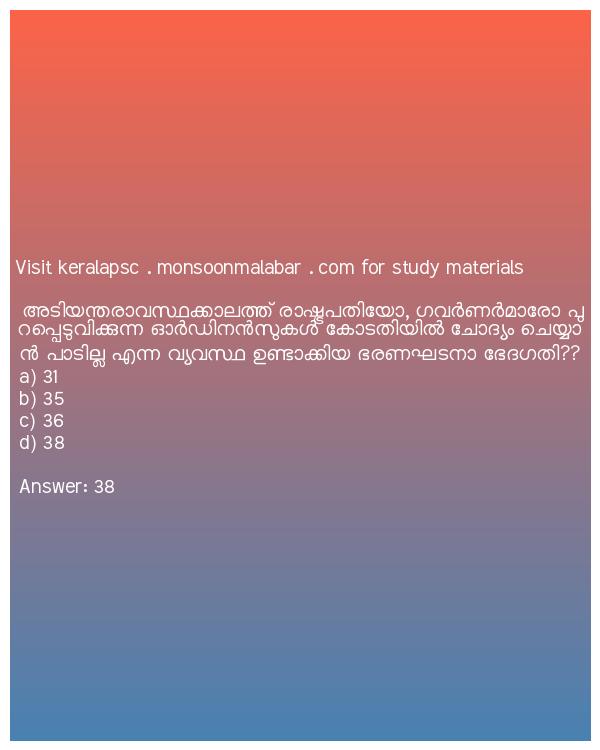 Visit keralapsc . monsoonmalabar . com for study materials
അടിയന്തരാവസ്ഥക്കാലത്ത് രാഷ്ട്രപതിയോ, ഗവർണർമാരോ പു
റപ്പെടുവിക്കുന്ന ഓർഡിനൻസുകൾ കോടതിയിൽ ചോദ്യം ചെയ്യാ
ൻ പാടില്ല എന്ന വ്യവസ്ഥ ഉണ്ടാക്കിയ ഭരണഘടനാ ഭേദഗതി??
a) 31
b) 35
c) 36
d) 38
Answer: 38